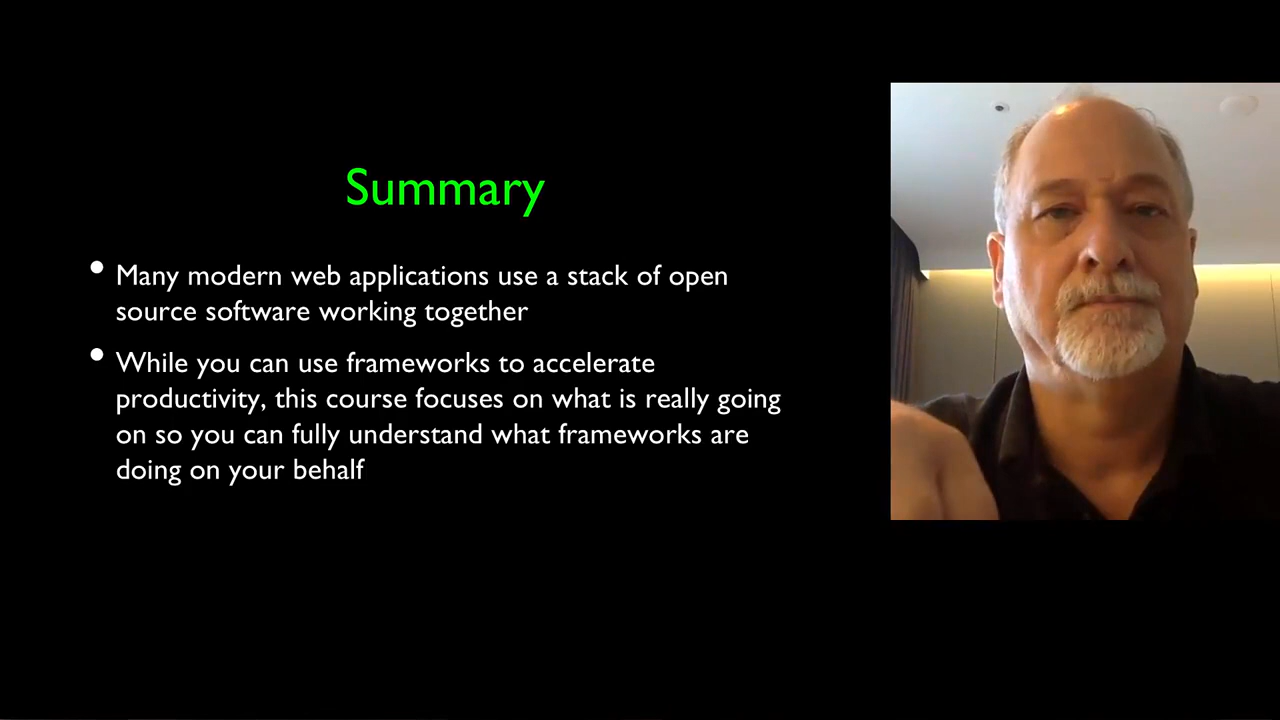 Summary
• Many modern web applications use a stack of open
source software working together
• While you can use frameworks to accelerate
productivity, this course focuses on what is really going
on so you can fully understand what frameworks are
doing on your behalf